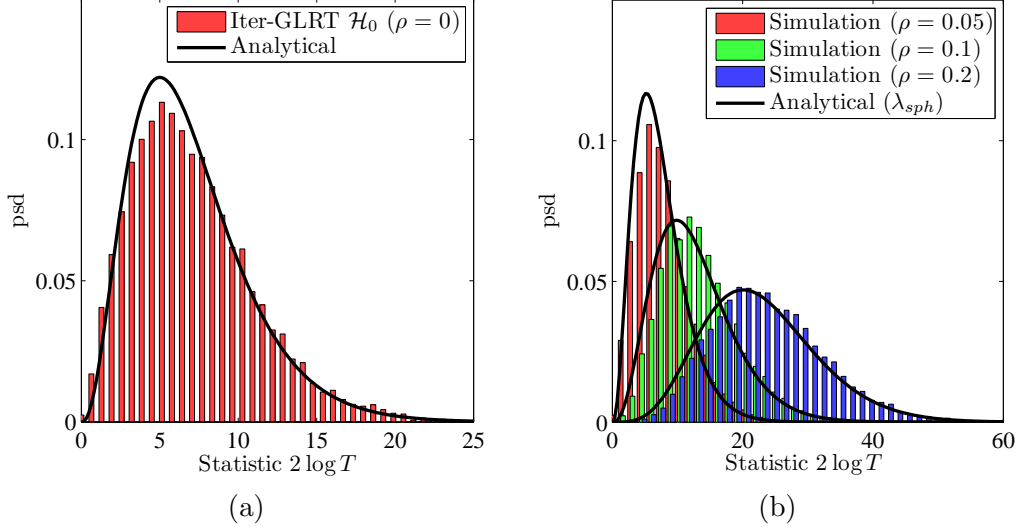 Iter-GLRT H₀ (ρ = 0)
Analytical
psd
0.1
0.05
0
0 5 10 15 20 25
Statistic 2 log T
(a)
Simulation (ρ = 0.05)
Simulation (ρ = 0.1)
Simulation (ρ = 0.2)
Analytical (λsph)
psd
0.1
0.05
0
0 20 40 60
Statistic 2 log T
(b)